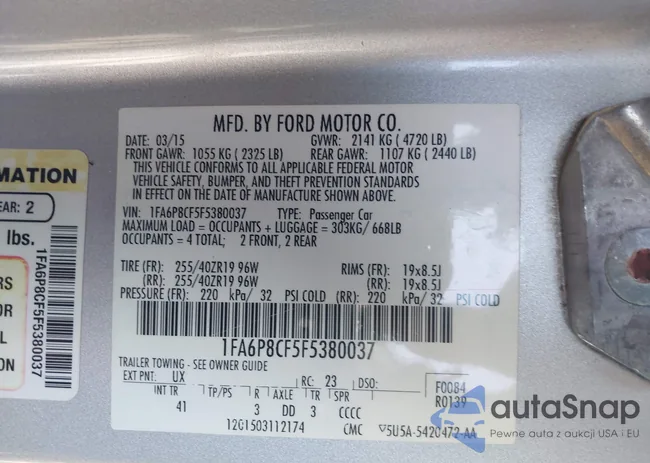 MFD. BY FORD MOTOR CO.
DATE: 03/15 GVWR: 2141 KG ( 4720 LB)
FRONT GAWR: 1055 KG ( 2325 LB) REAR GAWR: 1107 KG ( 2440 LB)
THIS VEHICLE CONFORMS TO ALL APPLICABLE FEDERAL MOTOR
VEHICLE SAFETY, BUMPER, AND THEFT PREVENTION STANDARDS
IN EFFECT ON THE DATE OF MANUFACTURE SHOWN ABOVE.
VIN: 1FA6P8CF5F5380037 TYPE: Passenger Car
MAXIMUM LOAD = OCCUPANTS + LUGGAGE = 303KG/ 668LB
OCCUPANTS = 4 TOTAL; 2 FRONT, 2 REAR
TIRE (FR): 255/40ZR19 96W RIMS (FR): 19x8.5J
(RR): 255/40ZR19 96W (RR): 19x8.5J
PRESSURE (FR): 220 kPa/ 32 PSI COLD (RR): 220 kPa/ 32 PSI COLD
1FA6P8CF5F5380037
TRAILER TOWING - SEE OWNER GUIDE
EXT PNT: UX RC: 23 DSO: F0084
INT TR TP/PS R AXLE TR SPR R0139
41 3 DD 3 CCCC
12G1503112174 CMC ▽5U5A-5420472-AA
MATION
EAR: 2
lbs.
RS
OR
L
S
1FA6P8CF5F5380037
autaSnap
Pewne auta z aukcji USA i EU